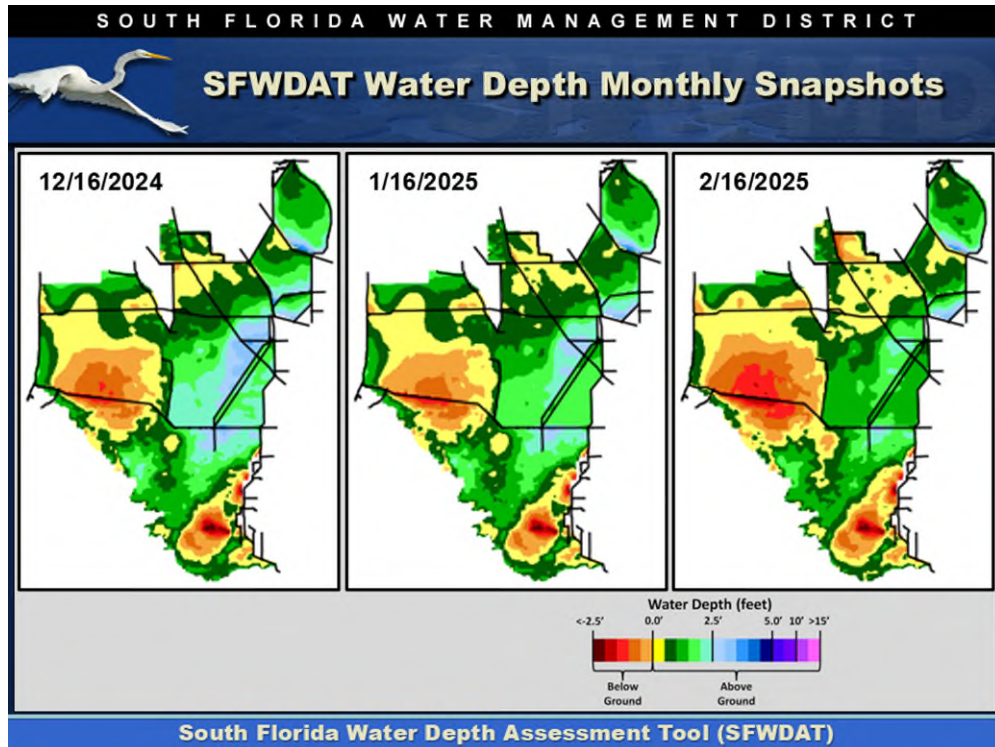 SOUTH FLORIDA WATER MANAGEMENT DISTRICT
SFWDAT Water Depth Monthly Snapshots
12/16/2024
1/16/2025
2/16/2025
Water Depth (feet)
<-2.5' 0.0' 2.5' 5.0' 10' >15'
Below Above
Ground Ground
South Florida Water Depth Assessment Tool (SFWDAT)